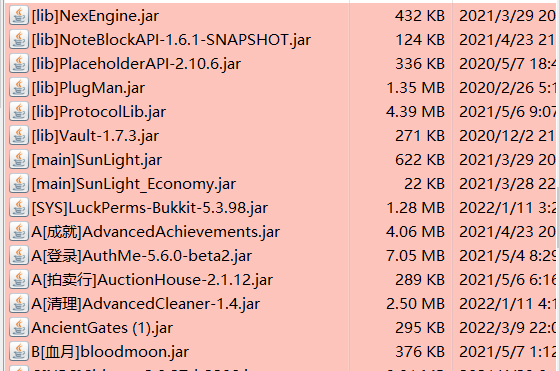 [lib]NexEngine.jar 432 KB 2021/3/29 20
[lib]NoteBlockAPI-1.6.1-SNAPSHOT.jar 124 KB 2021/4/23 21
[lib]PlaceholderAPI-2.10.6.jar 336 KB 2020/5/7 18:4
[lib]PlugMan.jar 1.35 MB 2020/2/26 5:1
[lib]ProtocolLib.jar 4.39 MB 2021/5/6 9:07
[lib]Vault-1.7.3.jar 271 KB 2020/12/2 21
[main]SunLight.jar 622 KB 2021/3/29 20
[main]SunLight_Economy.jar 22 KB 2021/3/28 22
[SYS]LuckPerms-Bukkit-5.3.98.jar 1.28 MB 2022/1/11 3:2
A[成就]AdvancedAchievements.jar 4.06 MB 2021/4/23 20
A[登录]AuthMe-5.6.0-beta2.jar 7.05 MB 2021/5/4 8:29
A[拍卖行]AuctionHouse-2.1.12.jar 289 KB 2021/5/6 6:16
A[清理]AdvancedCleaner-1.4.jar 2.50 MB 2022/1/11 4:1
AncientGates (1).jar 295 KB 2022/3/9 22:0
B[血月]bloodmoon.jar 376 KB 2021/5/7 1:12